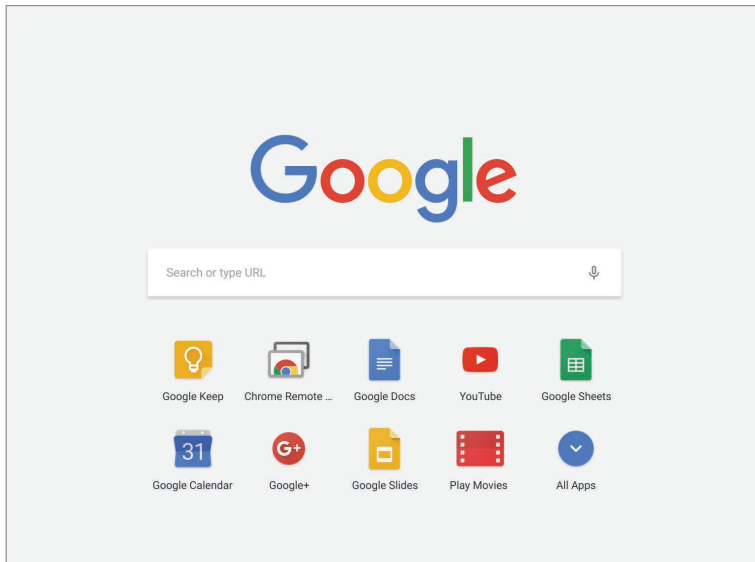 Google
Search or type URL
Google Keep Chrome Remote ... Google Docs YouTube Google Sheets
31 G+
Google Calendar Google+ Google Slides Play Movies All Apps